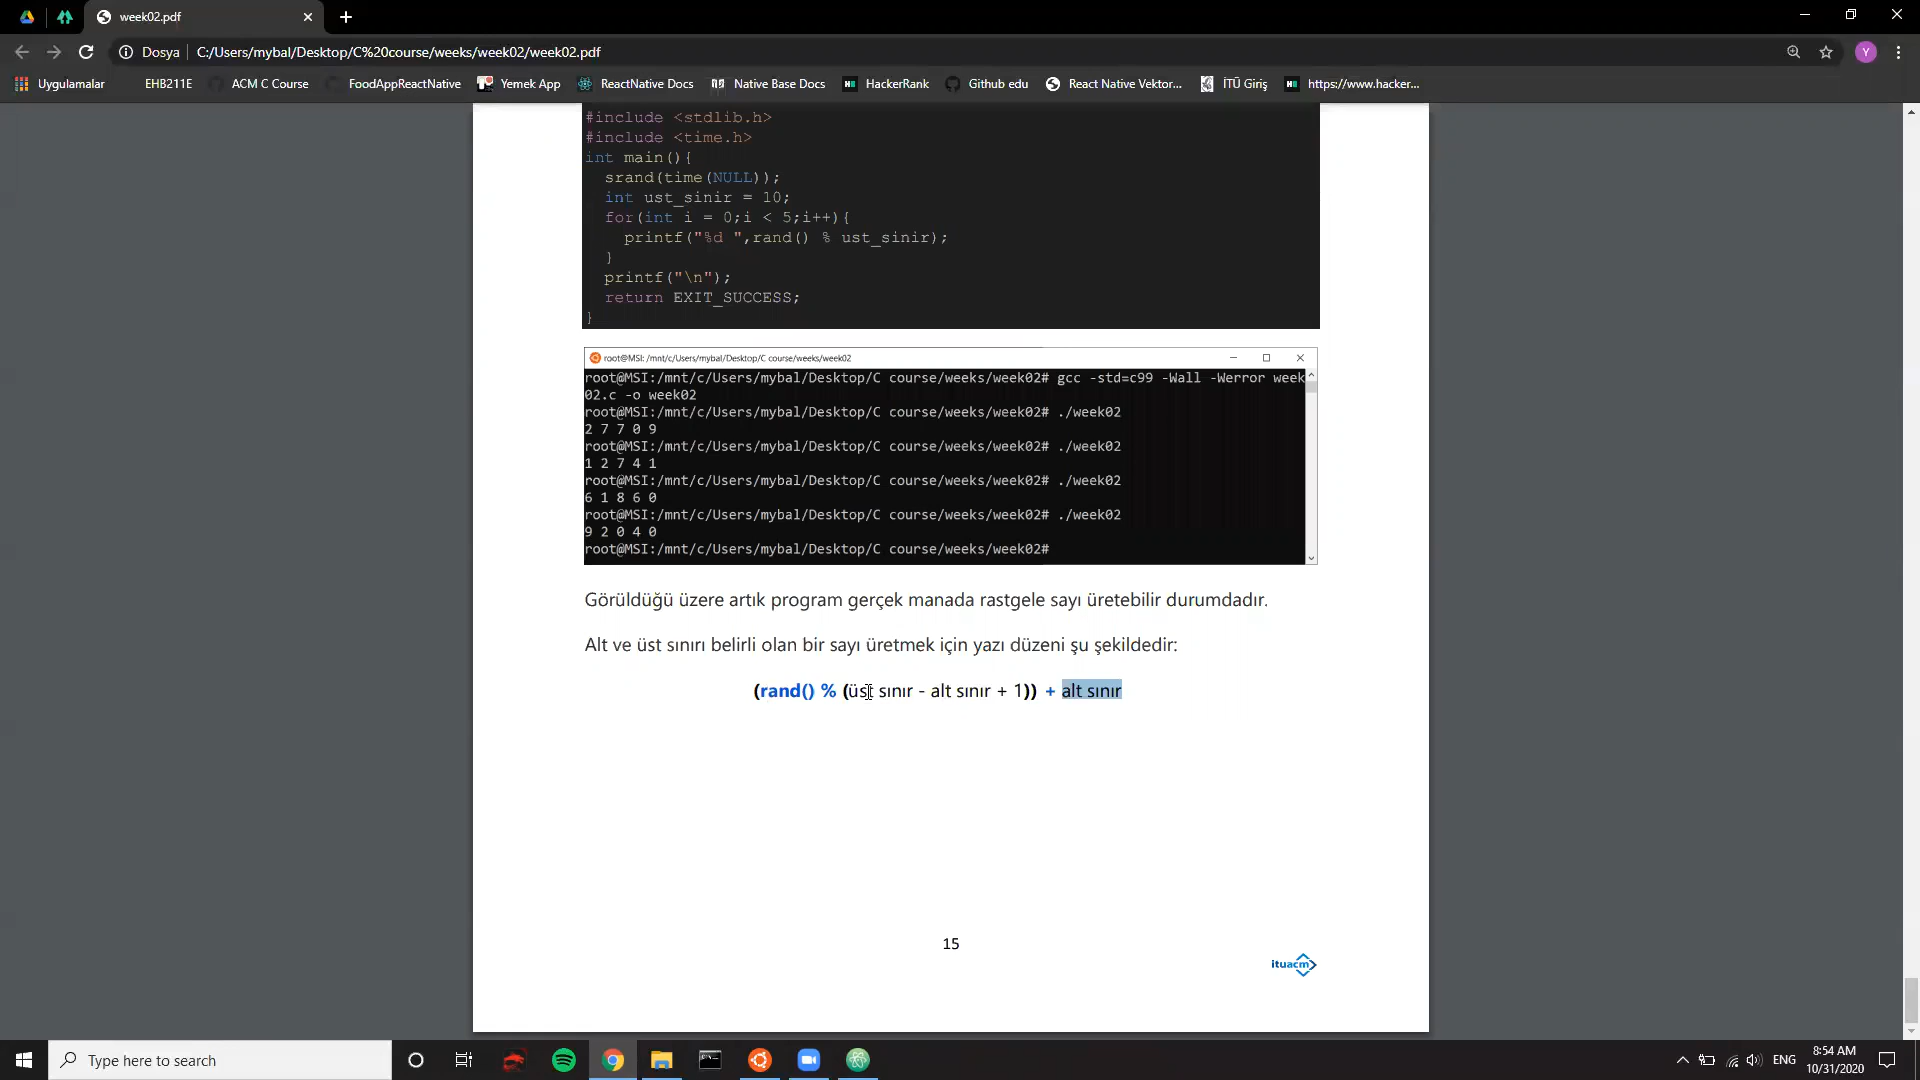 week02.pdf
Dosya C:/Users/mybal/Desktop/C%20course/weeks/week02/week02.pdf
Y
Uygulamalar EHB211E ACM C Course FoodAppReactNative Yemek App ReactNative Docs Native Base Docs HackerRank Github edu React Native Vektor... İTÜ Giriş https://www.hacker...
#include <stdlib.h>
#include <time.h>
int main(){
srand(time(NULL));
int ust_sinir = 10;
for(int i = 0;i < 5;i++){
printf("%d ",rand() % ust_sinir);
}
printf("\n");
return EXIT_SUCCESS;
}
root@MSI: /mnt/c/Users/mybal/Desktop/C course/weeks/week02
root@MSI:/mnt/c/Users/mybal/Desktop/C course/weeks/week02# gcc -std=c99 -Wall -Werror week
02.c -o week02
root@MSI:/mnt/c/Users/mybal/Desktop/C course/weeks/week02# ./week02
2 7 7 0 9
root@MSI:/mnt/c/Users/mybal/Desktop/C course/weeks/week02# ./week02
1 2 7 4 1
root@MSI:/mnt/c/Users/mybal/Desktop/C course/weeks/week02# ./week02
6 1 8 6 0
root@MSI:/mnt/c/Users/mybal/Desktop/C course/weeks/week02# ./week02
9 2 0 4 0
root@MSI:/mnt/c/Users/mybal/Desktop/C course/weeks/week02#
Görüldüğü üzere artık program gerçek manada rastgele sayı üretebilir durumdadır.
Alt ve üst sınırı belirli olan bir sayı üretmek için yazı düzeni şu şekildedir:
(rand() % (üst sınır - alt sınır + 1)) + alt sınır
15
ituacm
Type here to search
ENG
8:54 AM
10/31/2020